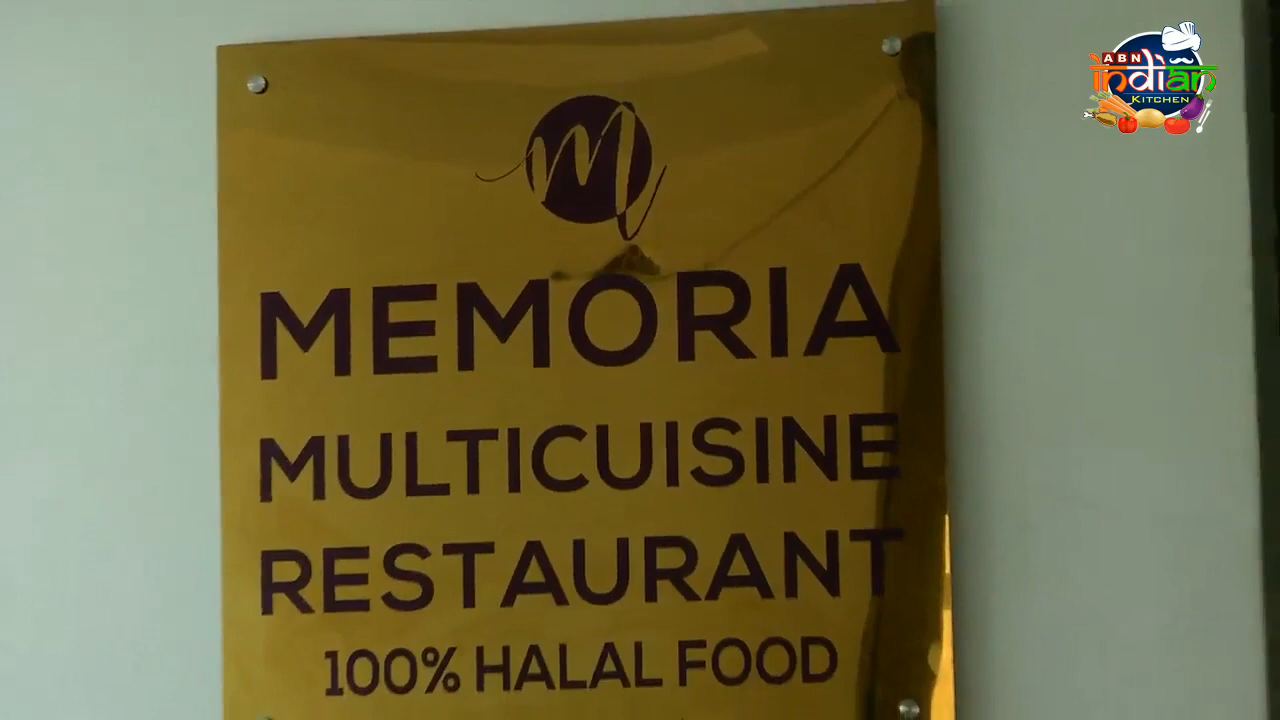 ABN
indian
KITCHEN
m
MEMORIA
MULTICUISINE
RESTAURANT
100% HALAL FOOD